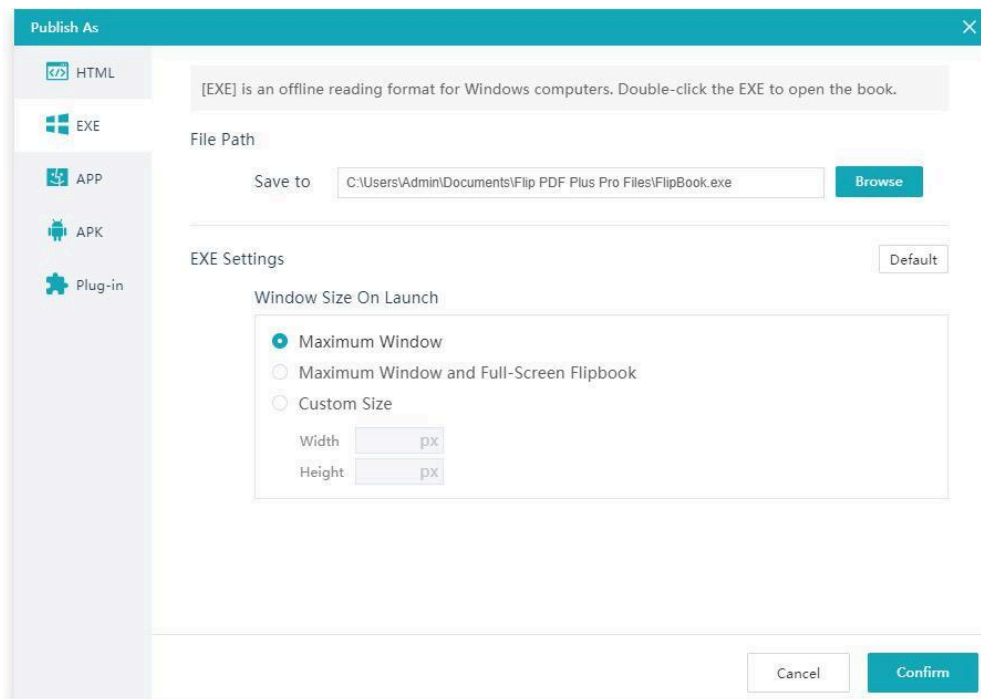 Publish As
HTML
EXE
APP
APK
Plug-in
[EXE] is an offline reading format for Windows computers. Double-click the EXE to open the book.
File Path
Save to C:\Users\Admin\Documents\Flip PDF Plus Pro Files\FlipBook.exe Browse
EXE Settings Default
Window Size On Launch
Maximum Window
Maximum Window and Full-Screen Flipbook
Custom Size
Width px
Height px
Cancel Confirm